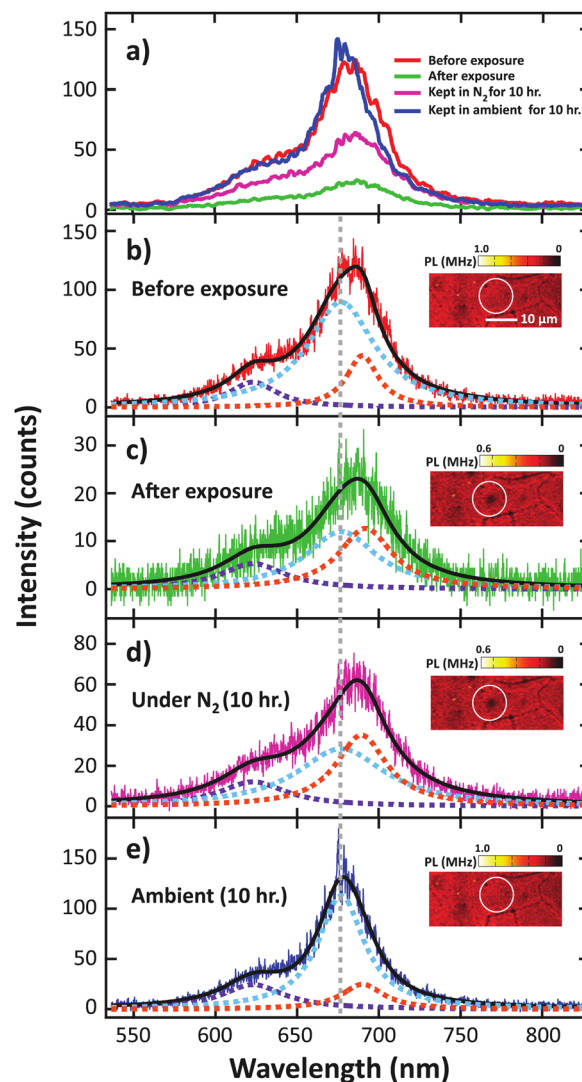 Intensity (counts)
a)
150
100
50
0
Before exposure
After exposure
Kept in N2 for 10 hr.
Kept in ambient for 10 hr.
b)
Before exposure
150
100
50
0
PL (MHz)
1.0 0
10 µm
c)
After exposure
30
20
10
0
PL (MHz)
0.6 0
d)
Under N2 (10 hr.)
80
60
40
20
0
PL (MHz)
0.6 0
e)
Ambient (10 hr.)
150
100
50
0
PL (MHz)
1.0 0
550 600 650 700 750 800
Wavelength (nm)